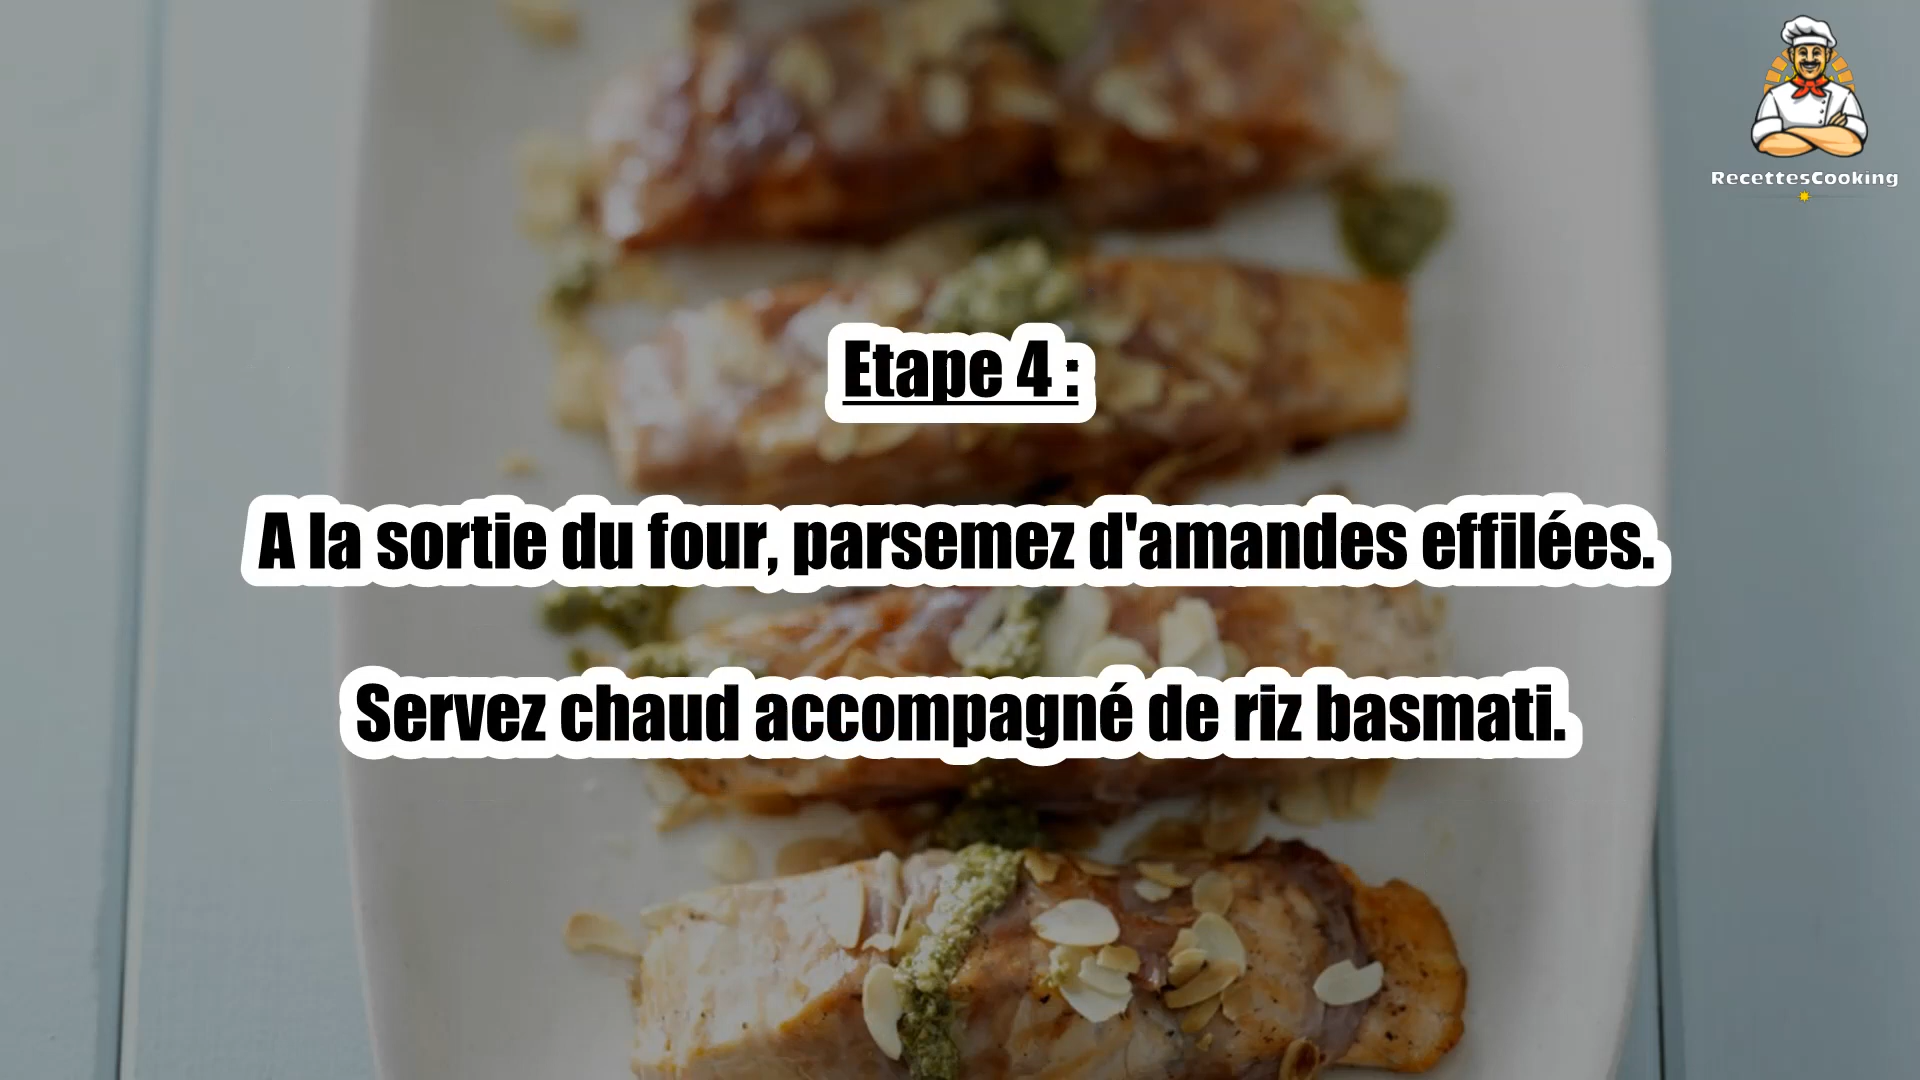 RecettesCooking
Etape 4 :
A la sortie du four, parsemez d'amandes effilées.
Servez chaud accompagné de riz basmati.